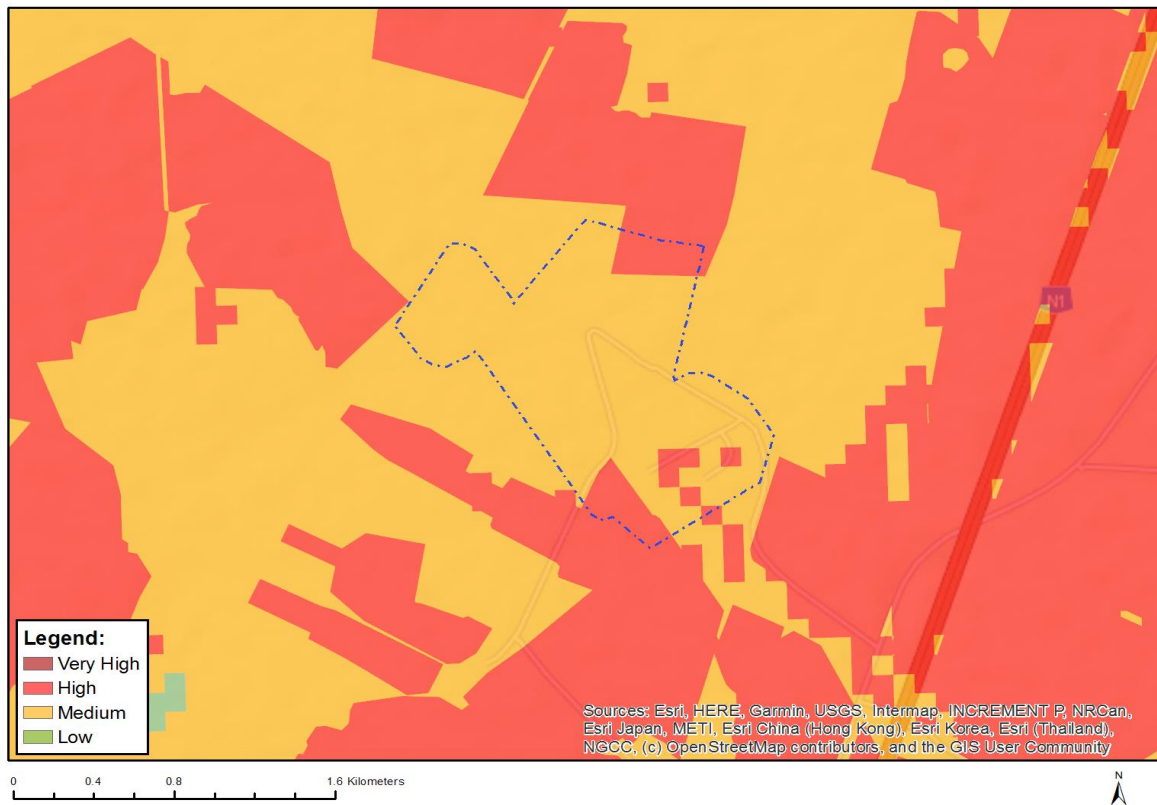 N1
Legend:
Very High
High
Medium
Low
Sources: Esri, HERE, Garmin, USGS, Intermap, INCREMENT P, NRCan,
Esri Japan, METI, Esri China (Hong Kong), Esri Korea, Esri (Thailand),
NGCC, (c) OpenStreetMap contributors, and the GIS User Community
0 0.4 0.8 1.6 Kilometers
N